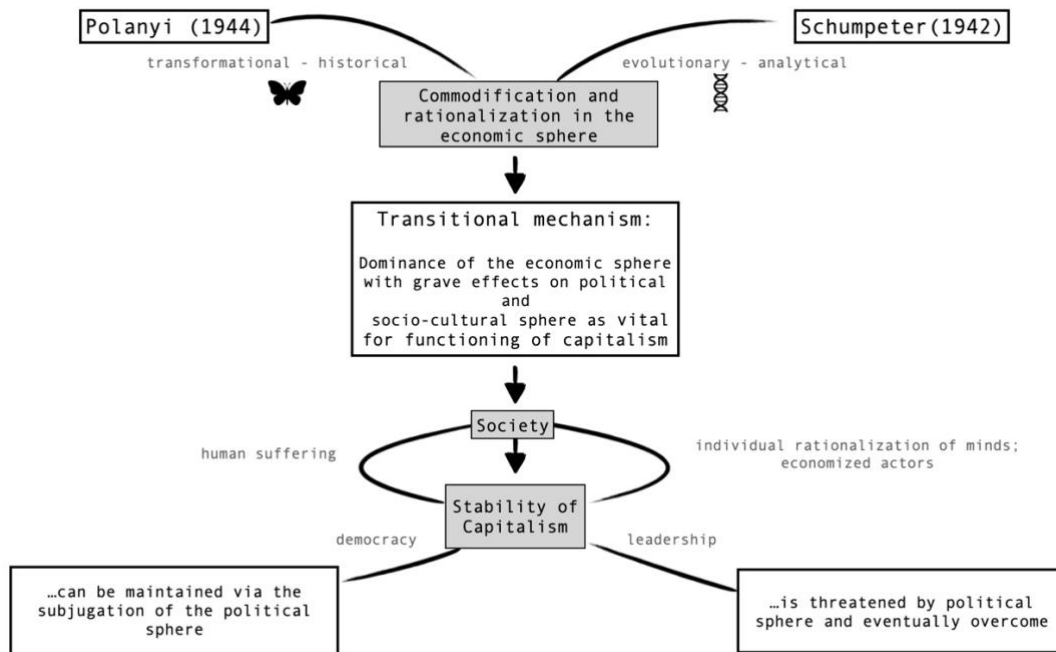 Polanyi (1944)
Schumpeter(1942)
transformational - historical
evolutionary - analytical
Commodification and
rationalization in the
economic sphere
Transitional mechanism:
Dominance of the economic sphere
with grave effects on political
and
socio-cultural sphere as vital
for functioning of capitalism
Society
human suffering
individual rationalization of minds;
economized actors
Stability of
Capitalism
democracy
leadership
…can be maintained via the
subjugation of the political
sphere
…is threatened by political
sphere and eventually overcome